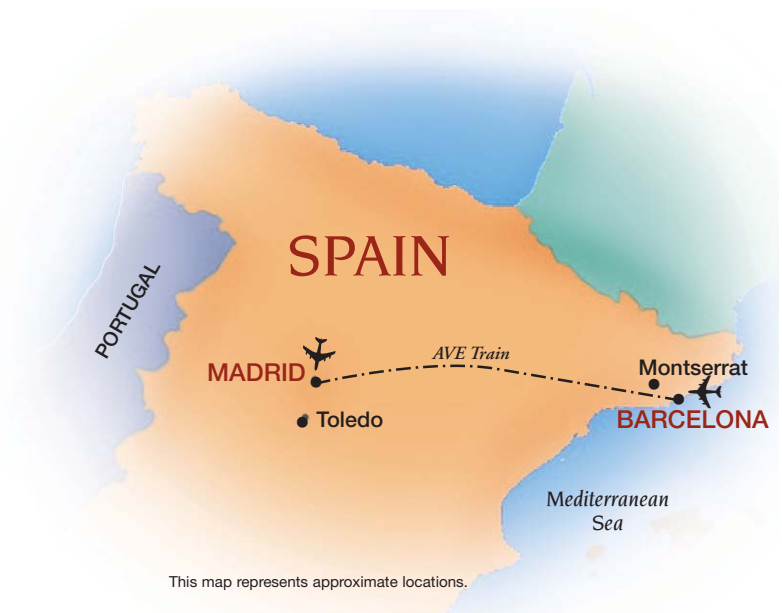 SPAIN
PORTUGAL
AVE Train
MADRID
Montserrat
Toledo
BARCELONA
Mediterranean
Sea
This map represents approximate locations.